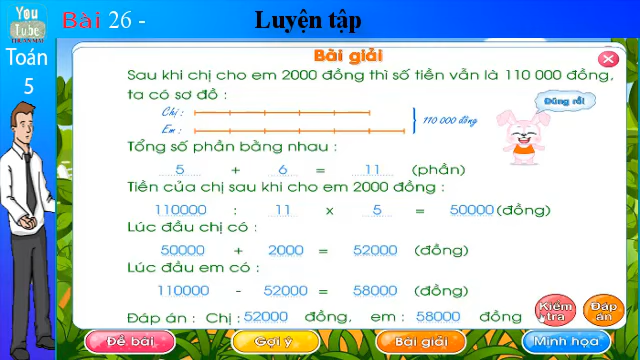 You
Tube
THUẬN MAI
Bài 26 - Luyện tập
Toán
5
Bài giải
Sau khi chị cho em 2000 đồng thì số tiền vẫn là 110 000 đồng,
ta có sơ đồ :
Chị :
Em :
110 000 đồng
Đúng rồi
Tổng số phần bằng nhau :
5 + 6 = 11 (phần)
Tiền của chị sau khi cho em 2000 đồng :
110000 : 11 x 5 = 50000 (đồng)
Lúc đầu chị có :
50000 + 2000 = 52000 (đồng)
Lúc đầu em có :
110000 - 52000 = 58000 (đồng)
Đáp án : Chị : 52000 đồng, em : 58000 đồng
Kiểm tra
Đáp án
Đề bài Gợi ý Bài giải Minh họa